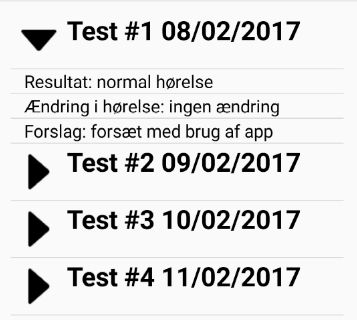 Test #1 08/02/2017
Resultat: normal hørelse
Ændring i hørelse: ingen ændring
Forslag: forsæt med brug af app
Test #2 09/02/2017
Test #3 10/02/2017
Test #4 11/02/2017